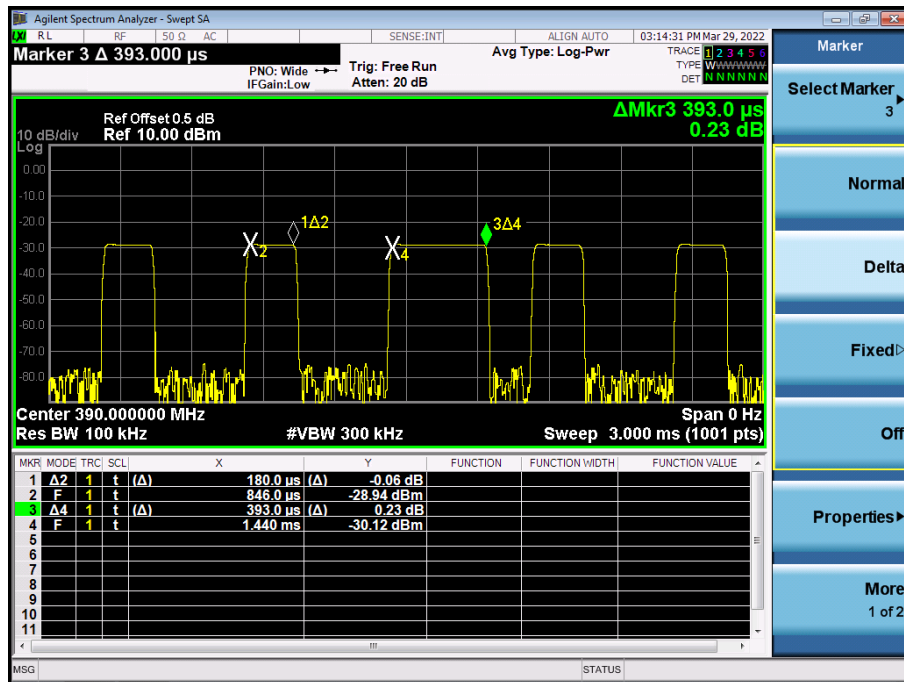 Agilent Spectrum Analyzer - Swept SA
LXI RL RF 50 Ω AC SENSE:INT ALIGN AUTO 03:14:31 PM Mar 29, 2022
Marker 3 Δ 393.000 µs
PNO: Wide
IFGain:Low
Trig: Free Run
Atten: 20 dB
Avg Type: Log-Pwr
TRACE 1 2 3 4 5 6
TYPE WWWWWW
DET N N N N N N
ΔMkr3 393.0 µs
0.23 dB
Ref Offset 0.5 dB
10 dB/div Ref 10.00 dBm
Log
0.00
-10.0
-20.0
-30.0
-40.0
-50.0
-60.0
-70.0
-80.0
X2
1Δ2
X4
3Δ4
Center 390.000000 MHz Span 0 Hz
Res BW 100 kHz #VBW 300 kHz Sweep 3.000 ms (1001 pts)
MKR MODE TRC SCL X Y FUNCTION FUNCTION WIDTH FUNCTION VALUE
1 Δ2 1 t (Δ) 180.0 µs (Δ) -0.06 dB
2 F 1 t 846.0 µs -28.94 dBm
3 Δ4 1 t (Δ) 393.0 µs (Δ) 0.23 dB
4 F 1 t 1.440 ms -30.12 dBm
5
6
7
8
9
10
11
MSG STATUS
Marker
Select Marker
3
Normal
Delta
Fixed
Off
Properties
More
1 of 2